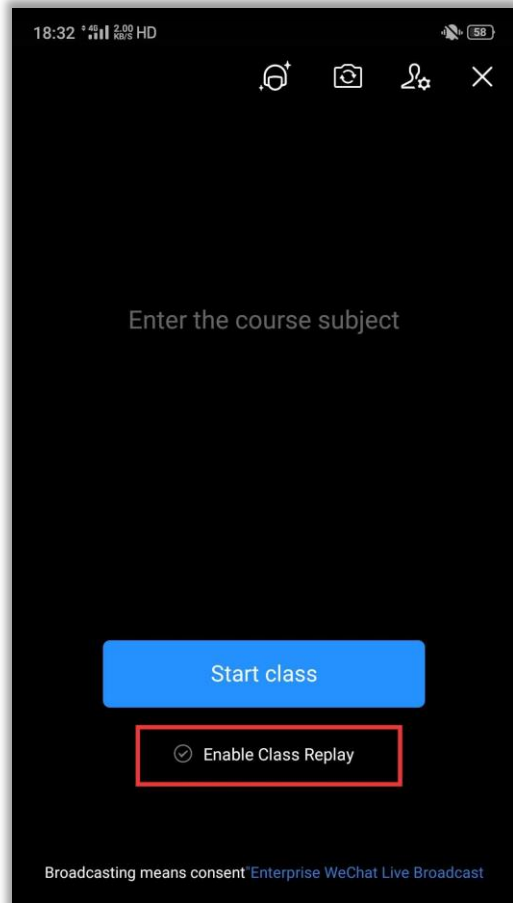 18:32 4G 2.00 KB/S HD 58
Enter the course subject
Start class
Enable Class Replay
Broadcasting means consent"Enterprise WeChat Live Broadcast